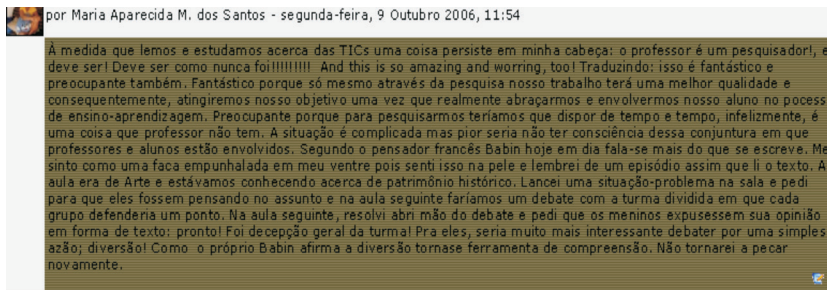 por Maria Aparecida M. dos Santos - segunda-feira, 9 Outubro 2006, 11:54
À medida que lemos e estudamos acerca das TICs uma coisa persiste em minha cabeça: o professor é um pesquisador!, e
deve ser! Deve ser como nunca foi!!!!!!!!! And this is so amazing and worring, too! Traduzindo: isso é fantástico e
preocupante também. Fantástico porque só mesmo através da pesquisa nosso trabalho terá uma melhor qualidade e
consequentemente, atingiremos nosso objetivo uma vez que realmente abraçarmos e envolvermos nosso aluno no pocess
de ensino-aprendizagem. Preocupante porque para pesquisarmos teríamos que dispor de tempo e tempo, infelizmente, é
uma coisa que professor não tem. A situação é complicada mas pior seria não ter consciência dessa conjuntura em que
professores e alunos estão envolvidos. Segundo o pensador francês Babin hoje em dia fala-se mais do que se escreve. Me
sinto como uma faca empunhalada em meu ventre pois senti isso na pele e lembrei de um episódio assim que li o texto. A
aula era de Arte e estávamos conhecendo acerca de patrimônio histórico. Lancei uma situação-problema na sala e pedi
para que eles fossem pensando no assunto e na aula seguinte faríamos um debate com a turma dividida em que cada
grupo defenderia um ponto. Na aula seguinte, resolvi abri mão do debate e pedi que os meninos expusessem sua opinião
em forma de texto: pronto! Foi decepção geral da turma! Pra eles, seria muito mais interessante debater por uma simples
azão; diversão! Como o próprio Babin afirma a diversão tornase ferramenta de compreensão. Não tornarei a pecar
novamente.